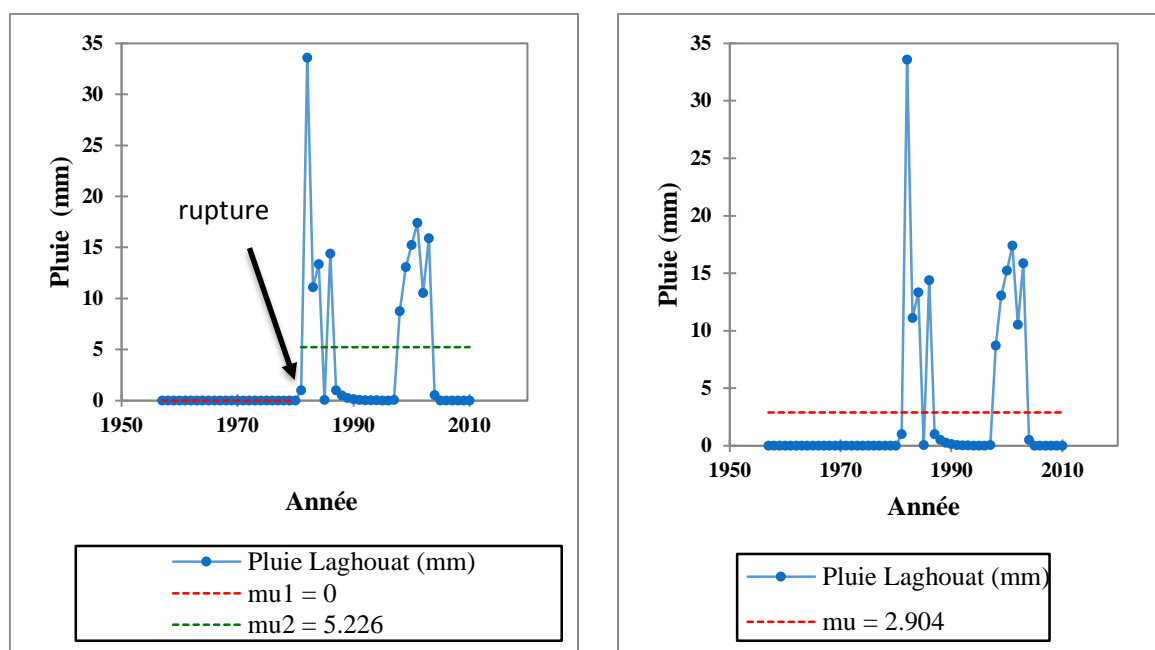 35
30
25
20
15
10
5
0
Pluie (mm)
rupture
1950
1970
1990
2010
Année
Pluie Laghouat (mm)
mu1 = 0
mu2 = 5.226
35
30
25
20
15
10
5
0
Pluie (mm)
1950
1970
1990
2010
Année
Pluie Laghouat (mm)
mu = 2.904